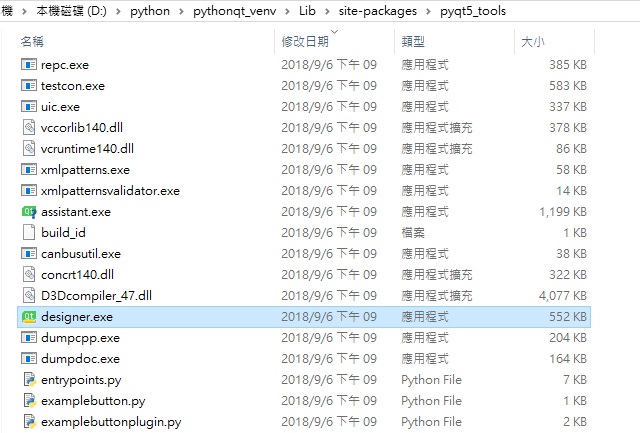 機 › 本機磁碟 (D:) › python › pythonqt_venv › Lib › site-packages › pyqt5_tools
名稱 修改日期 類型 大小
repc.exe 2018/9/6 下午 09 應用程式 385 KB
testcon.exe 2018/9/6 下午 09 應用程式 583 KB
uic.exe 2018/9/6 下午 09 應用程式 337 KB
vccorlib140.dll 2018/9/6 下午 09 應用程式擴充 378 KB
vcruntime140.dll 2018/9/6 下午 09 應用程式擴充 86 KB
xmlpatterns.exe 2018/9/6 下午 09 應用程式 58 KB
xmlpatternsvalidator.exe 2018/9/6 下午 09 應用程式 14 KB
assistant.exe 2018/9/6 下午 09 應用程式 1,199 KB
build_id 2018/9/6 下午 09 檔案 1 KB
canbusutil.exe 2018/9/6 下午 09 應用程式 38 KB
concrt140.dll 2018/9/6 下午 09 應用程式擴充 322 KB
D3Dcompiler_47.dll 2018/9/6 下午 09 應用程式擴充 4,077 KB
designer.exe 2018/9/6 下午 09 應用程式 552 KB
dumpcpp.exe 2018/9/6 下午 09 應用程式 204 KB
dumpdoc.exe 2018/9/6 下午 09 應用程式 164 KB
entrypoints.py 2018/9/6 下午 09 Python File 7 KB
examplebutton.py 2018/9/6 下午 09 Python File 1 KB
examplebuttonplugin.py 2018/9/6 下午 09 Python File 2 KB